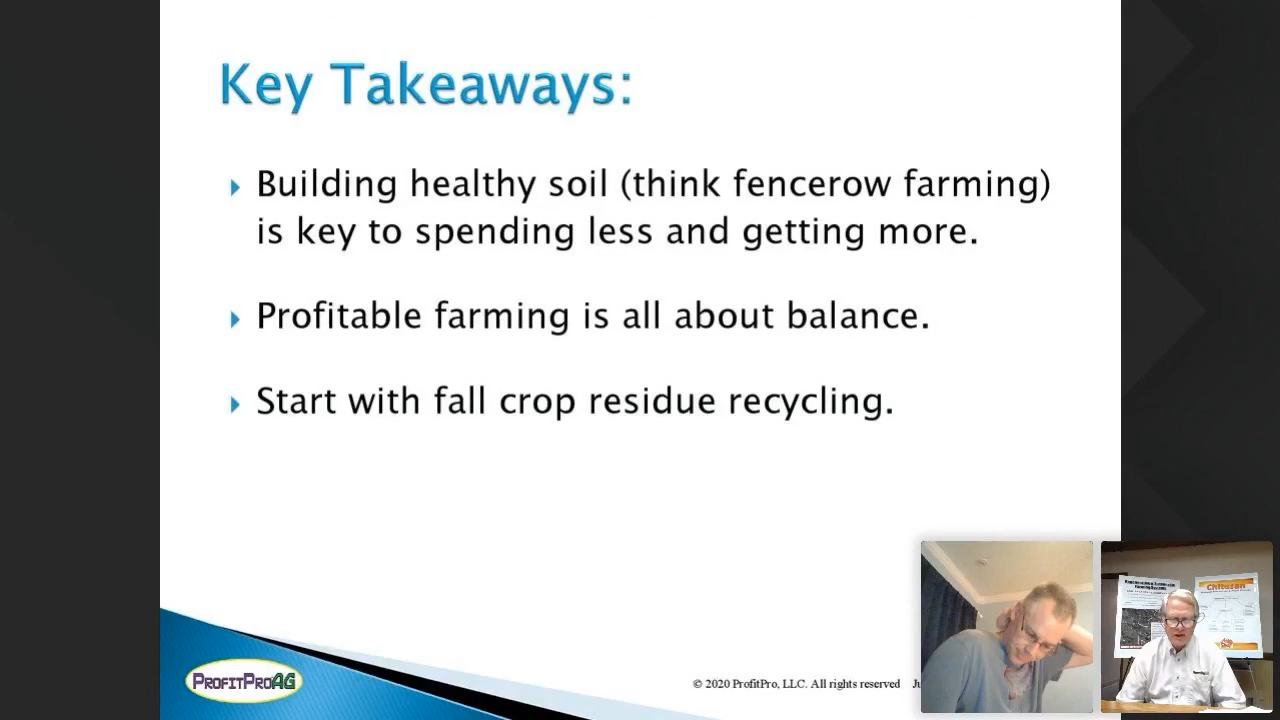 Key Takeaways:
Building healthy soil (think fencerow farming)
is key to spending less and getting more.
Profitable farming is all about balance.
Start with fall crop residue recycling.
PROFITPROAG
© 2020 ProfitPro, LLC. All rights reserved
Chitosan